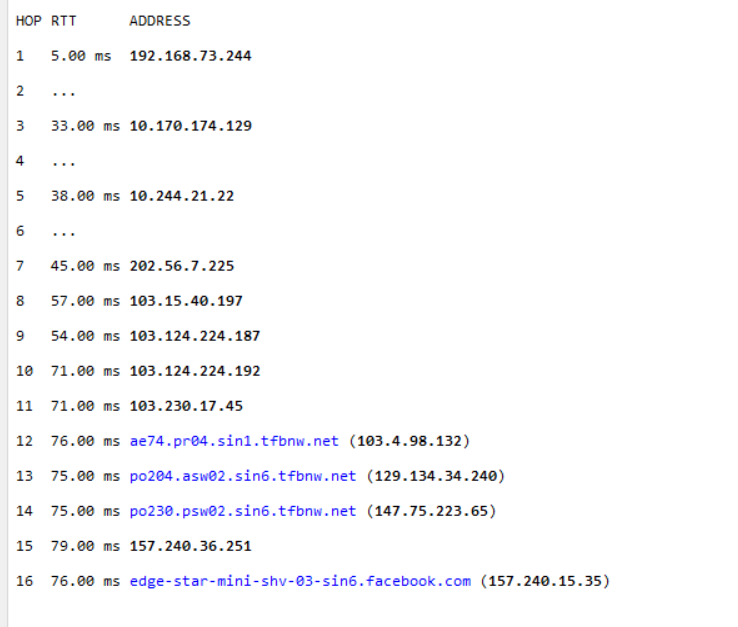 HOP RTT ADDRESS
1 5.00 ms 192.168.73.244
2 ...
3 33.00 ms 10.170.174.129
4 ...
5 38.00 ms 10.244.21.22
6 ...
7 45.00 ms 202.56.7.225
8 57.00 ms 103.15.40.197
9 54.00 ms 103.124.224.187
10 71.00 ms 103.124.224.192
11 71.00 ms 103.230.17.45
12 76.00 ms ae74.pr04.sin1.tfbnw.net (103.4.98.132)
13 75.00 ms po204.asw02.sin6.tfbnw.net (129.134.34.240)
14 75.00 ms po230.psw02.sin6.tfbnw.net (147.75.223.65)
15 79.00 ms 157.240.36.251
16 76.00 ms edge-star-mini-shv-03-sin6.facebook.com (157.240.15.35)